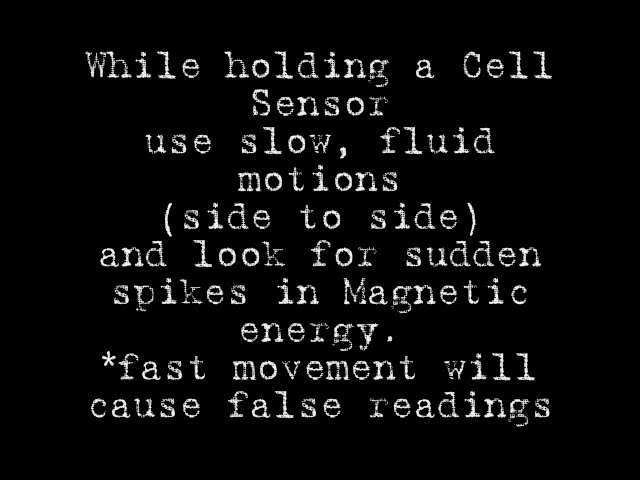 While holding a Cell
Sensor
use slow, fluid
motions
(side to side)
and look for sudden
spikes in Magnetic
energy.
*fast movement will
cause false readings